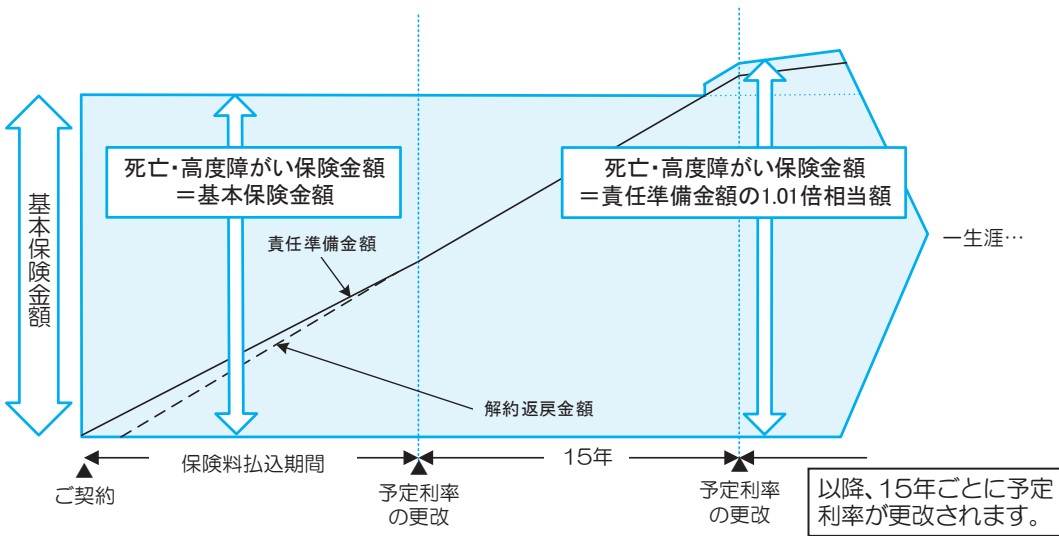 基本保険金額
死亡・高度障がい保険金額
＝基本保険金額
死亡・高度障がい保険金額
＝責任準備金額の1.01倍相当額
責任準備金額
一生涯…
解約返戻金額
保険料払込期間
15年
ご契約
予定利率
の更改
予定利率
の更改
以降、15年ごとに予定
利率が更改されます。